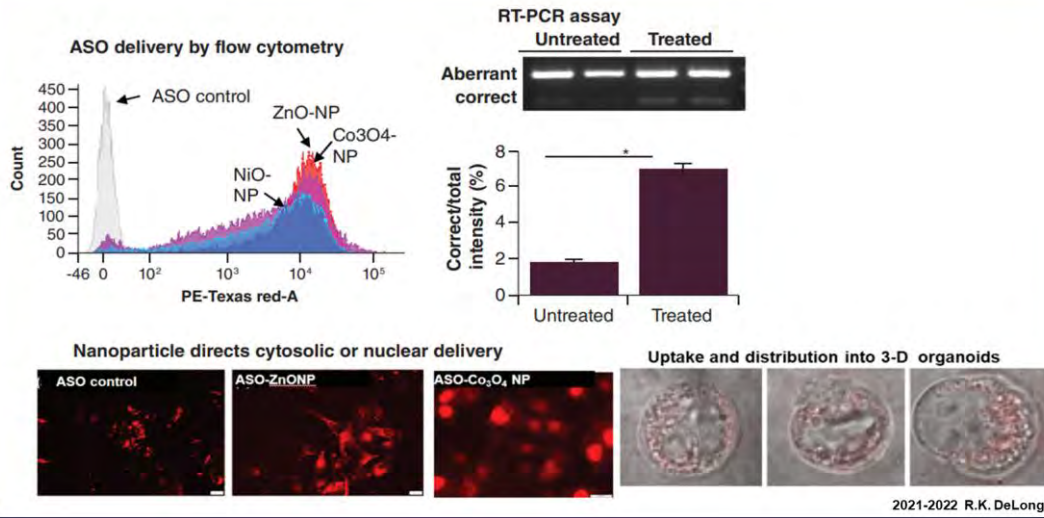 ASO delivery by flow cytometry
450
400
350
300
250
200
150
100
50
0
Count
ASO control
ZnO-NP
Co3O4-
NP
NiO-
NP
-46 0 10² 10³ 10⁴ 10⁵
PE-Texas red-A
RT-PCR assay
Untreated Treated
Aberrant
correct
8
6
4
2
0
Correct/total
intensity (%)
*
Untreated Treated
Nanoparticle directs cytosolic or nuclear delivery
ASO control
ASO-ZnONP
ASO-Co₃O₄ NP
Uptake and distribution into 3-D organoids
2021-2022 R.K. DeLong